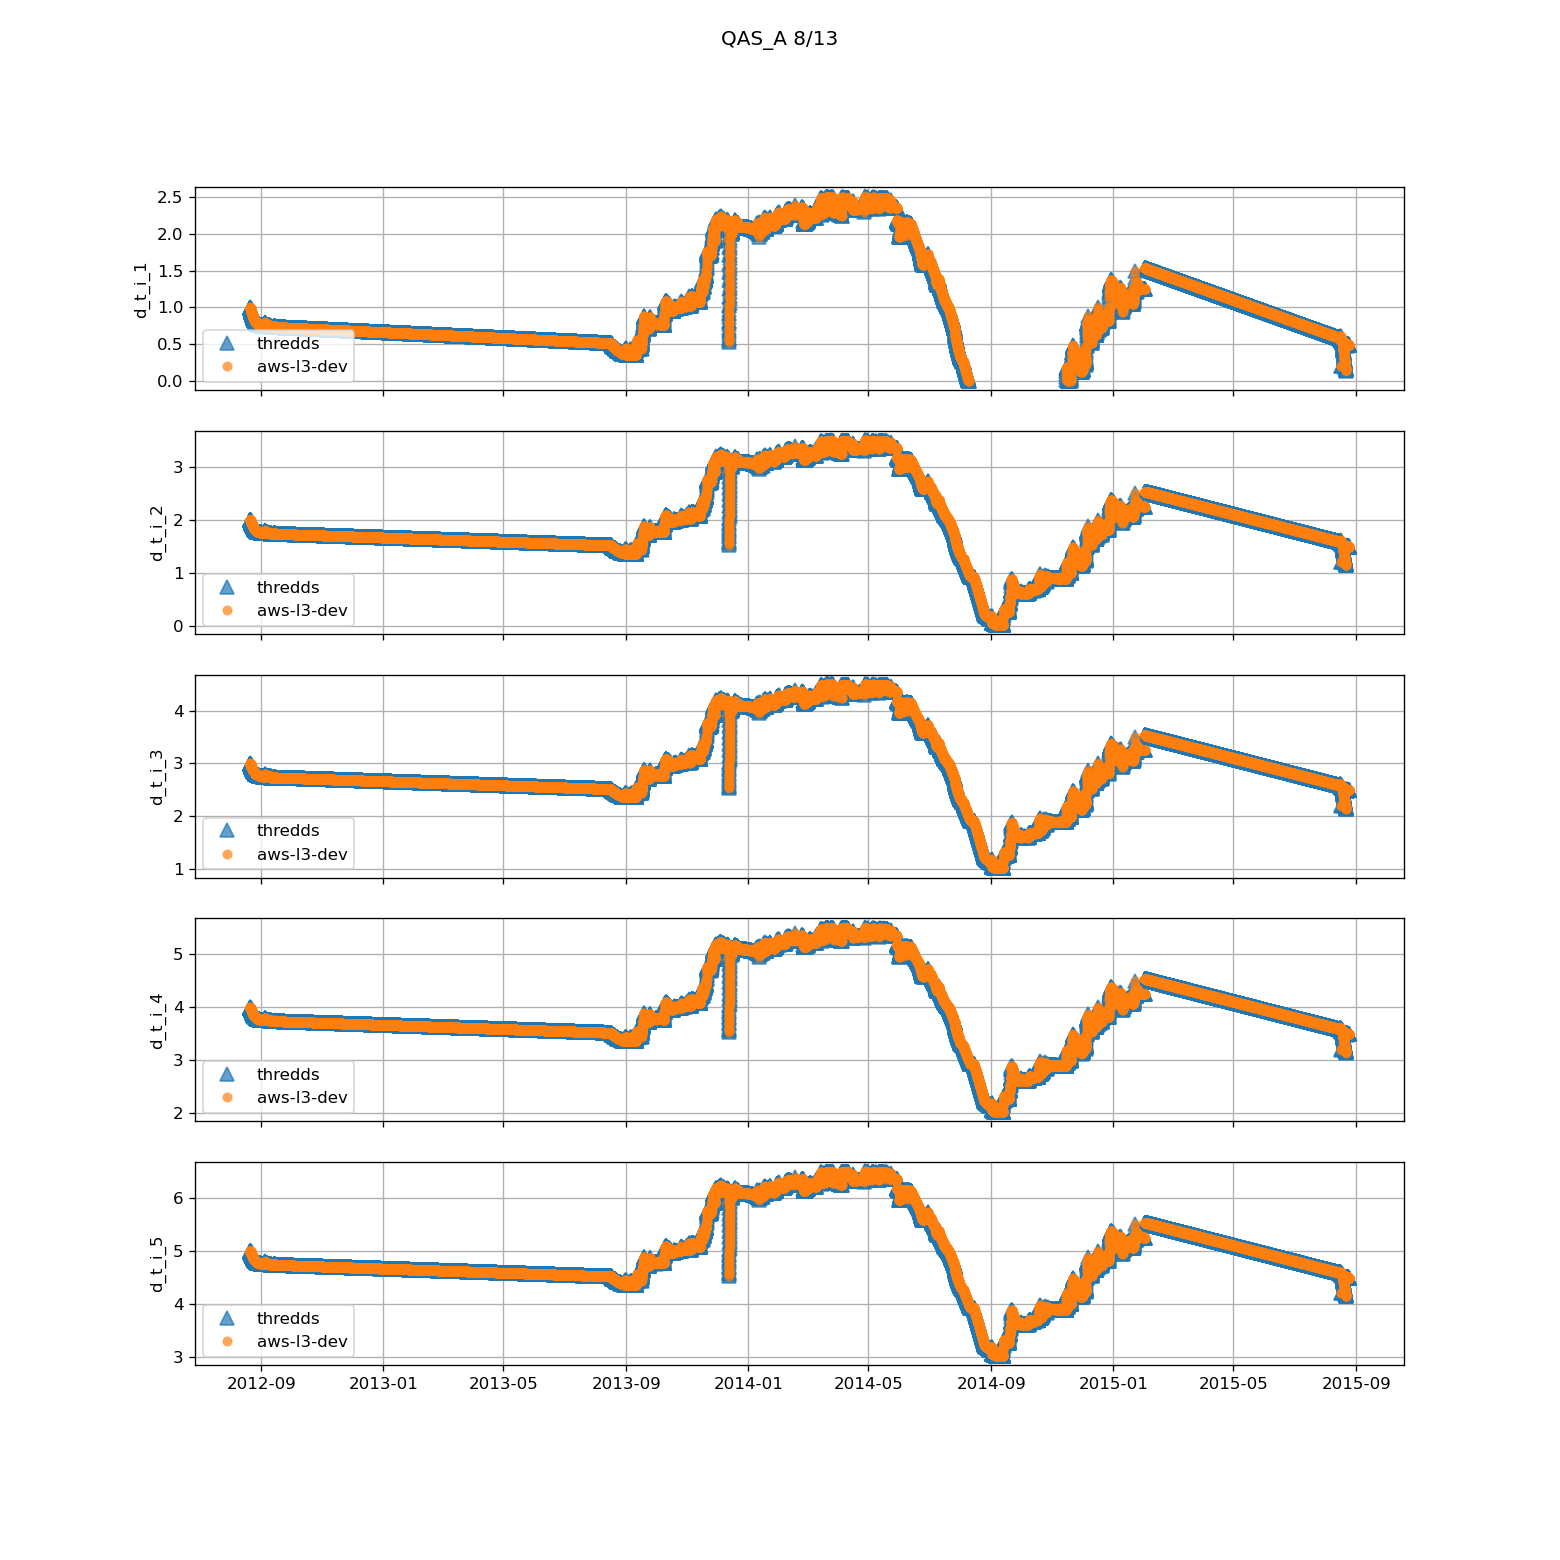 QAS_A 8/13
2.5
2.0
1.5
1.0
0.5
0.0
d_t_i_1
thredds
aws-l3-dev
3
2
1
0
d_t_i_2
thredds
aws-l3-dev
4
3
2
1
d_t_i_3
thredds
aws-l3-dev
5
4
3
2
d_t_i_4
thredds
aws-l3-dev
6
5
4
3
d_t_i_5
thredds
aws-l3-dev
2012-09 2013-01 2013-05 2013-09 2014-01 2014-05 2014-09 2015-01 2015-05 2015-09